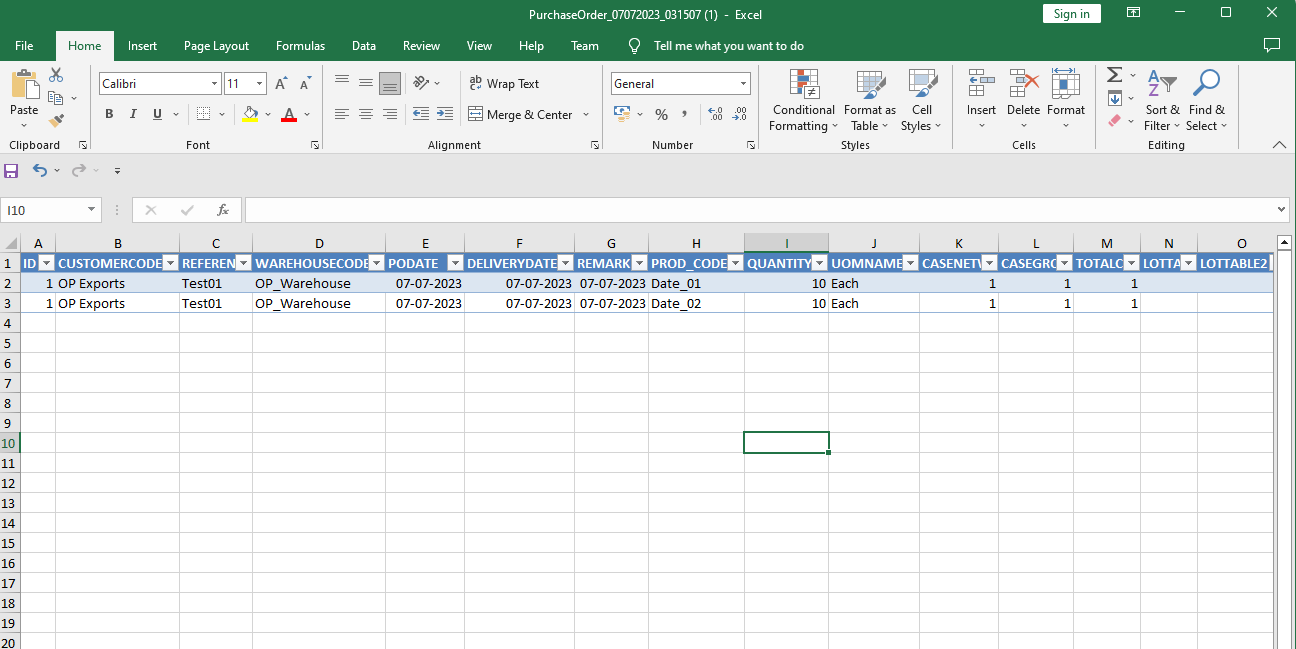 PurchaseOrder_07072023_031507 (1) - Excel
Sign in
File Home Insert Page Layout Formulas Data Review View Help Team Tell me what you want to do
Paste
Clipboard
Calibri 11
B I U A A A
Font
ab Wrap Text
Merge & Center
Alignment
General
% , .00 .0
Number
Conditional Formatting
Format as Table
Cell Styles
Styles
Insert Delete Format
Cells
Sort & Filter
Find & Select
Editing
I10 fx
A B C D E F G H I J K L M N O
1 ID CUSTOMERCODE REFEREN WAREHOUSECODE PODATE DELIVERYDATE REMARK PROD_CODE QUANTITY UOMNAME CASENETV CASEGRC TOTALC LOTTA LOTTABLE2
2 1 OP Exports Test01 OP_Warehouse 07-07-2023 07-07-2023 07-07-2023 Date_01 10 Each 1 1 1
3 1 OP Exports Test01 OP_Warehouse 07-07-2023 07-07-2023 07-07-2023 Date_02 10 Each 1 1 1
4
5
6
7
8
9
10
11
12
13
14
15
16
17
18
19
20